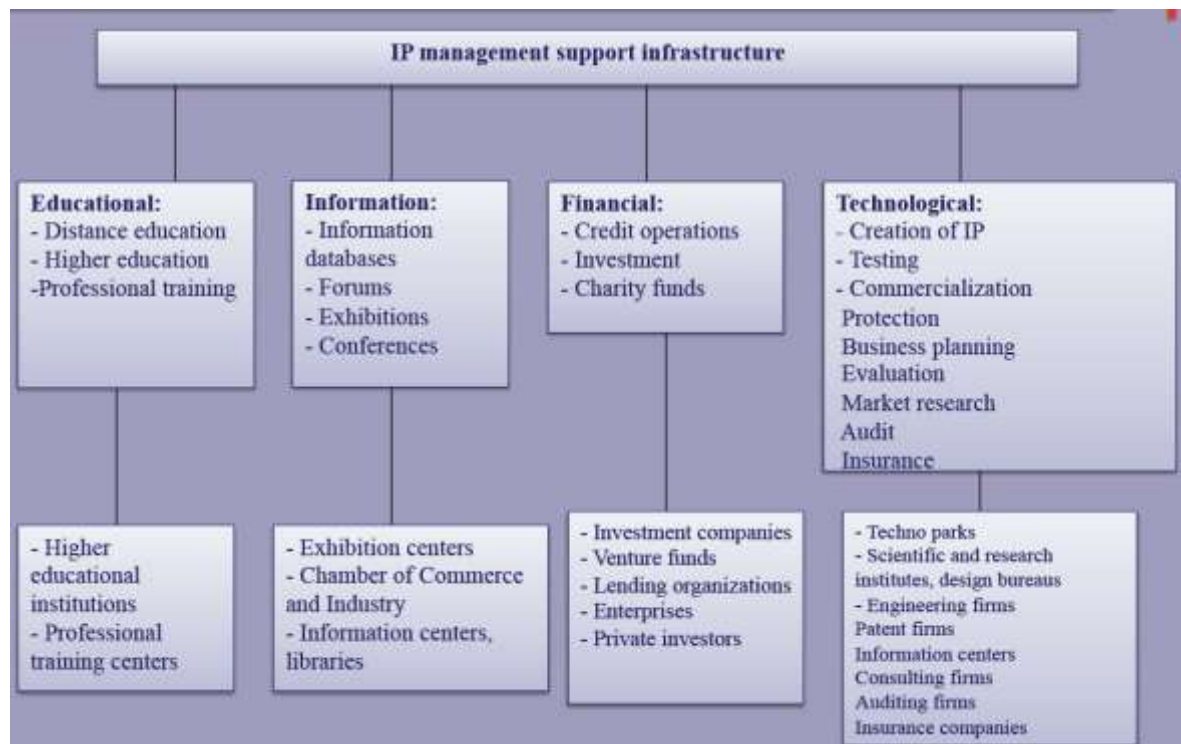 IP management support infrastructure
Educational:
- Distance education
- Higher education
-Professional training
Information:
- Information
databases
- Forums
- Exhibitions
- Conferences
Financial:
- Credit operations
- Investment
- Charity funds
Technological:
- Creation of IP
- Testing
- Commercialization
Protection
Business planning
Evaluation
Market research
Audit
Insurance
- Higher
educational
institutions
- Professional
training centers
- Exhibition centers
- Chamber of Commerce
and Industry
- Information centers,
libraries
- Investment companies
- Venture funds
- Lending organizations
- Enterprises
- Private investors
- Techno parks
- Scientific and research
institutes, design bureaus
- Engineering firms
Patent firms
Information centers
Consulting firms
Auditing firms
Insurance companies